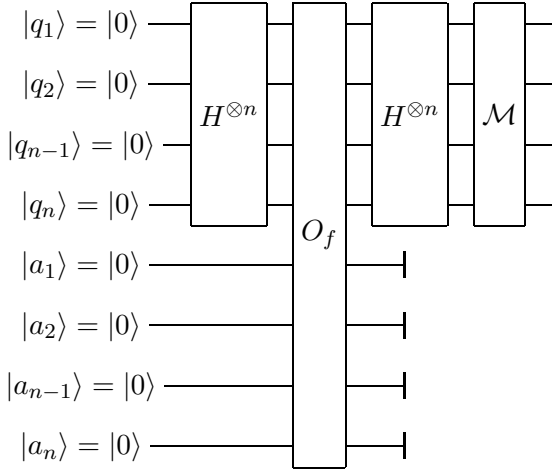 |q₁⟩ = |0⟩
|q₂⟩ = |0⟩
|qₙ₋₁⟩ = |0⟩
|qₙ⟩ = |0⟩
|a₁⟩ = |0⟩
|a₂⟩ = |0⟩
|aₙ₋₁⟩ = |0⟩
|aₙ⟩ = |0⟩
H^{⊗n}
O_f
H^{⊗n}
ℳ